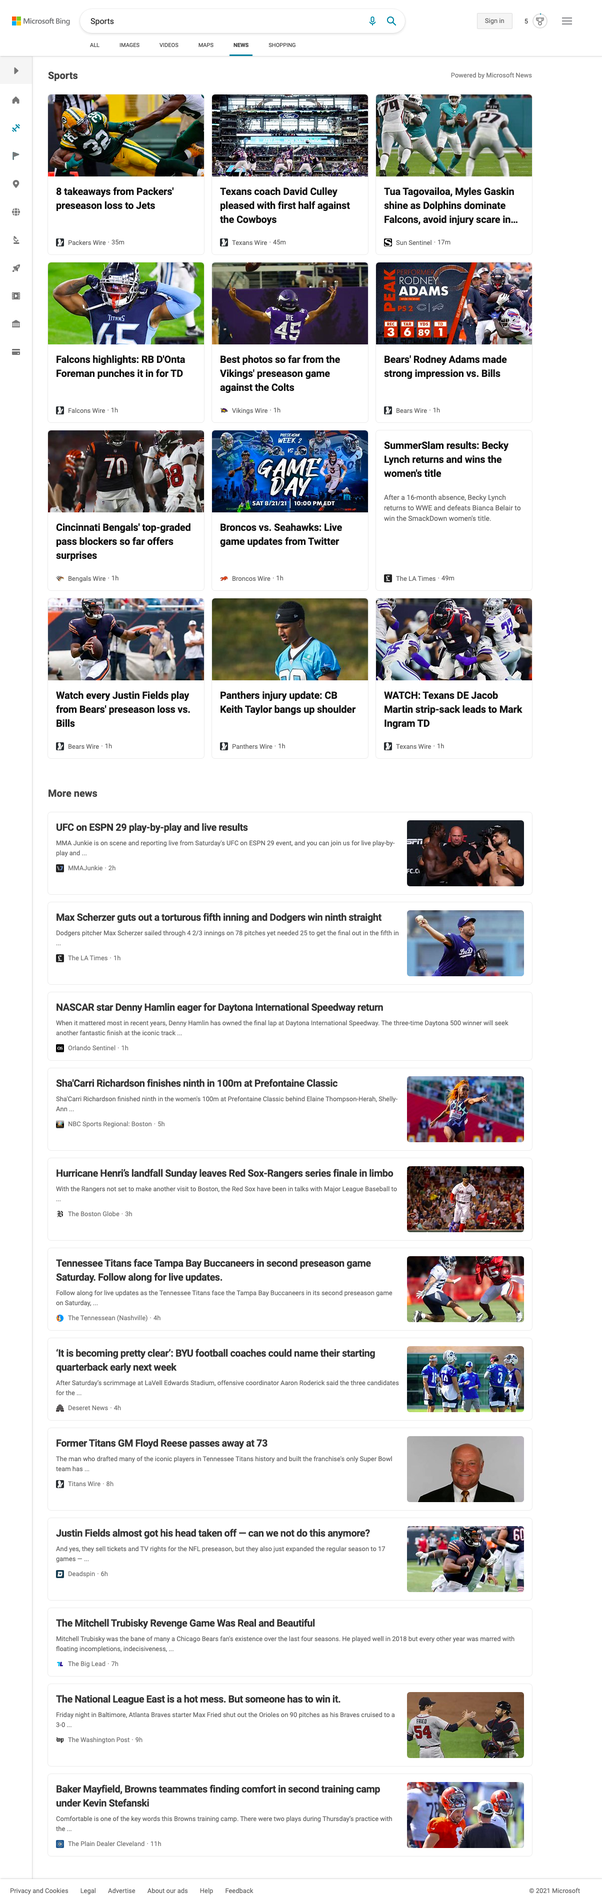 Microsoft Bing
Sports
Sign in
5
ALL IMAGES VIDEOS MAPS NEWS SHOPPING
Sports
Powered by Microsoft News
8 takeaways from Packers'
preseason loss to Jets
Packers Wire · 35m
Texans coach David Culley
pleased with first half against
the Cowboys
Texans Wire · 45m
Tua Tagovailoa, Myles Gaskin
shine as Dolphins dominate
Falcons, avoid injury scare in...
Sun Sentinel · 17m
Falcons highlights: RB D'Onta
Foreman punches it in for TD
Falcons Wire · 1h
Best photos so far from the
Vikings' preseason game
against the Colts
Vikings Wire · 1h
PEAK
PERFORMER
RODNEY
ADAMS
PS 2
3 6 89 1
Bears' Rodney Adams made
strong impression vs. Bills
Bears Wire · 1h
Cincinnati Bengals' top-graded
pass blockers so far offers
surprises
Bengals Wire · 1h
WEEK 2
VS
GAME
DAY
SAT 8/21/21 | 10:00 PM EDT
Broncos vs. Seahawks: Live
game updates from Twitter
Broncos Wire · 1h
SummerSlam results: Becky
Lynch returns and wins the
women's title
After a 16-month absence, Becky Lynch
returns to WWE and defeats Bianca Belair to
win the SmackDown women's title.
The LA Times · 49m
Watch every Justin Fields play
from Bears' preseason loss vs.
Bills
Bears Wire · 1h
Panthers injury update: CB
Keith Taylor bangs up shoulder
Panthers Wire · 1h
WATCH: Texans DE Jacob
Martin strip-sack leads to Mark
Ingram TD
Texans Wire · 1h
More news
UFC on ESPN 29 play-by-play and live results
MMA Junkie is on scene and reporting live from Saturday's UFC on ESPN 29 event, and you can join us for live play-by-
play and ...
MMAJunkie · 2h
Max Scherzer guts out a torturous fifth inning and Dodgers win ninth straight
Dodgers pitcher Max Scherzer sailed through 4 2/3 innings on 78 pitches yet needed 25 to get the final out in the fifth in
...
The LA Times · 1h
NASCAR star Denny Hamlin eager for Daytona International Speedway return
When it mattered most in recent years, Denny Hamlin has owned the final lap at Daytona International Speedway. The three-time Daytona 500 winner will seek
another fantastic finish at the iconic track ...
Orlando Sentinel · 1h
Sha'Carri Richardson finishes ninth in 100m at Prefontaine Classic
Sha'Carri Richardson finished ninth in the women's 100m at Prefontaine Classic behind Elaine Thompson-Herah, Shelly-
Ann ...
NBC Sports Regional: Boston · 5h
Hurricane Henri's landfall Sunday leaves Red Sox-Rangers series finale in limbo
With the Rangers not set to make another visit to Boston, the Red Sox have been in talks with Major League Baseball to
...
The Boston Globe · 3h
Tennessee Titans face Tampa Bay Buccaneers in second preseason game
Saturday. Follow along for live updates.
Follow along for live updates as the Tennessee Titans face the Tampa Bay Buccaneers in its second preseason game
on Saturday, ...
The Tennessean (Nashville) · 4h
'It is becoming pretty clear': BYU football coaches could name their starting
quarterback early next week
After Saturday's scrimmage at LaVell Edwards Stadium, offensive coordinator Aaron Roderick said the three candidates
for the ...
Deseret News · 4h
Former Titans GM Floyd Reese passes away at 73
The man who drafted many of the iconic players in Tennessee Titans history and built the franchise's only Super Bowl
team has ...
Titans Wire · 8h
Justin Fields almost got his head taken off — can we not do this anymore?
And yes, they sell tickets and TV rights for the NFL preseason, but they also just expanded the regular season to 17
games — ...
Deadspin · 6h
The Mitchell Trubisky Revenge Game Was Real and Beautiful
Mitchell Trubisky was the bane of many a Chicago Bears fan's existence over the last four seasons. He played well in 2018 but every other year was marred with
floating incompletions, indecisiveness, ...
The Big Lead · 7h
The National League East is a hot mess. But someone has to win it.
Friday night in Baltimore, Atlanta Braves starter Max Fried shut out the Orioles on 90 pitches as his Braves cruised to a
3-0 ...
The Washington Post · 9h
Baker Mayfield, Browns teammates finding comfort in second training camp
under Kevin Stefanski
Comfortable is one of the key words this Browns training camp. There were two plays during Thursday's practice with
the ...
The Plain Dealer Cleveland · 11h
Privacy and Cookies Legal Advertise About our ads Help Feedback
© 2021 Microsoft